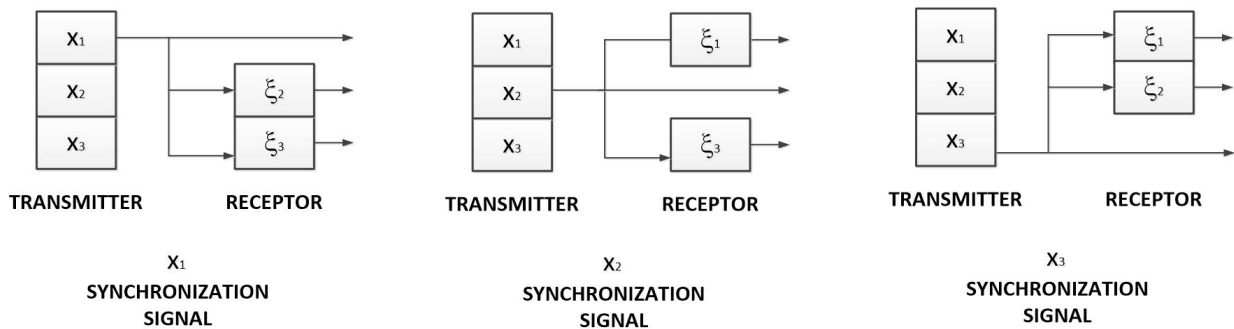 X1
X2
X3
ξ2
ξ3
TRANSMITTER
RECEPTOR
X1
SYNCHRONIZATION
SIGNAL
X1
X2
X3
ξ1
ξ3
TRANSMITTER
RECEPTOR
X2
SYNCHRONIZATION
SIGNAL
X1
X2
X3
ξ1
ξ2
TRANSMITTER
RECEPTOR
X3
SYNCHRONIZATION
SIGNAL